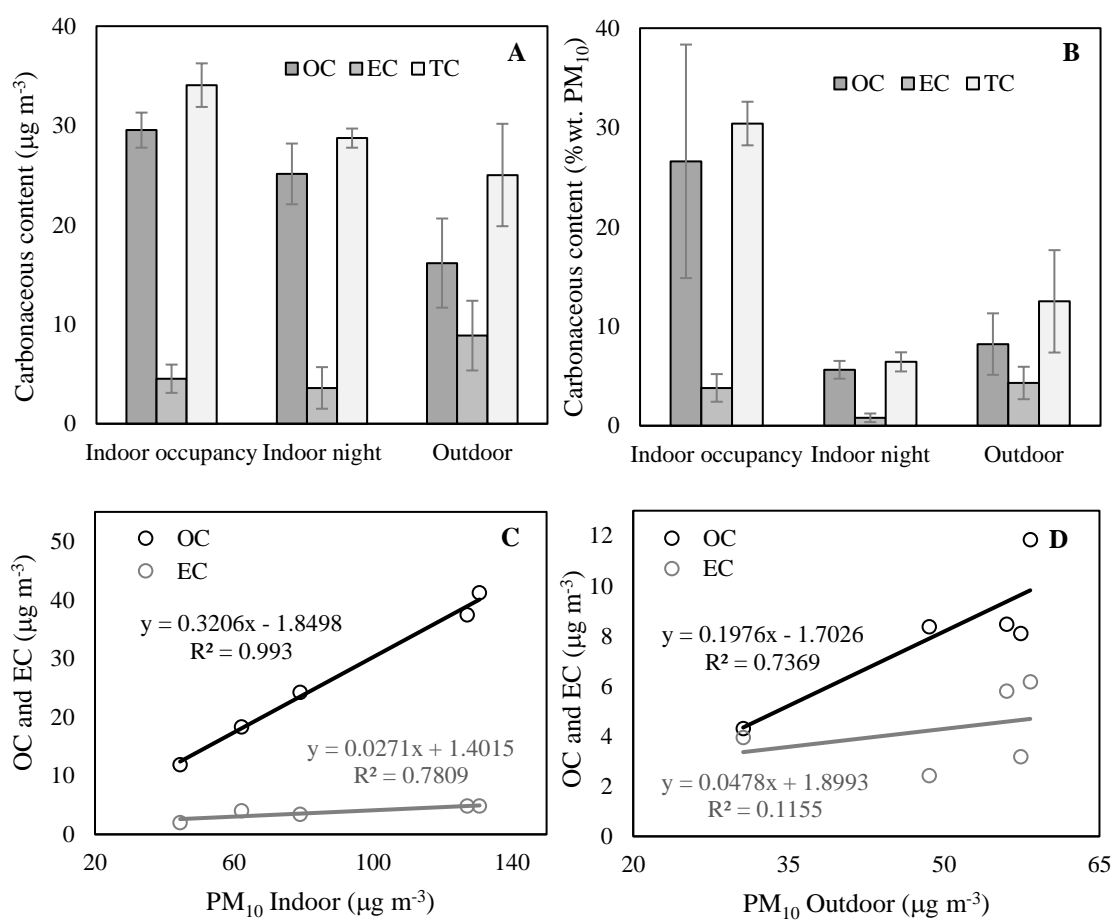 Carbonaceous content (μg m-3)
40
30
20
10
0
OC EC TC
A
Indoor occupancy Indoor night Outdoor
Carbonaceous content (% wt. PM10)
40
30
20
10
0
OC EC TC
B
Indoor occupancy Indoor night Outdoor
OC and EC (μg m-3)
50
40
30
20
10
0
OC
EC
C
y = 0.3206x - 1.8498
R² = 0.993
y = 0.0271x + 1.4015
R² = 0.7809
20 60 100 140
PM10 Indoor (μg m-3)
OC and EC (μg m-3)
12
10
8
6
4
2
0
OC
EC
D
y = 0.1976x - 1.7026
R² = 0.7369
y = 0.0478x + 1.8993
R² = 0.1155
20 35 50 65
PM10 Outdoor (μg m-3)